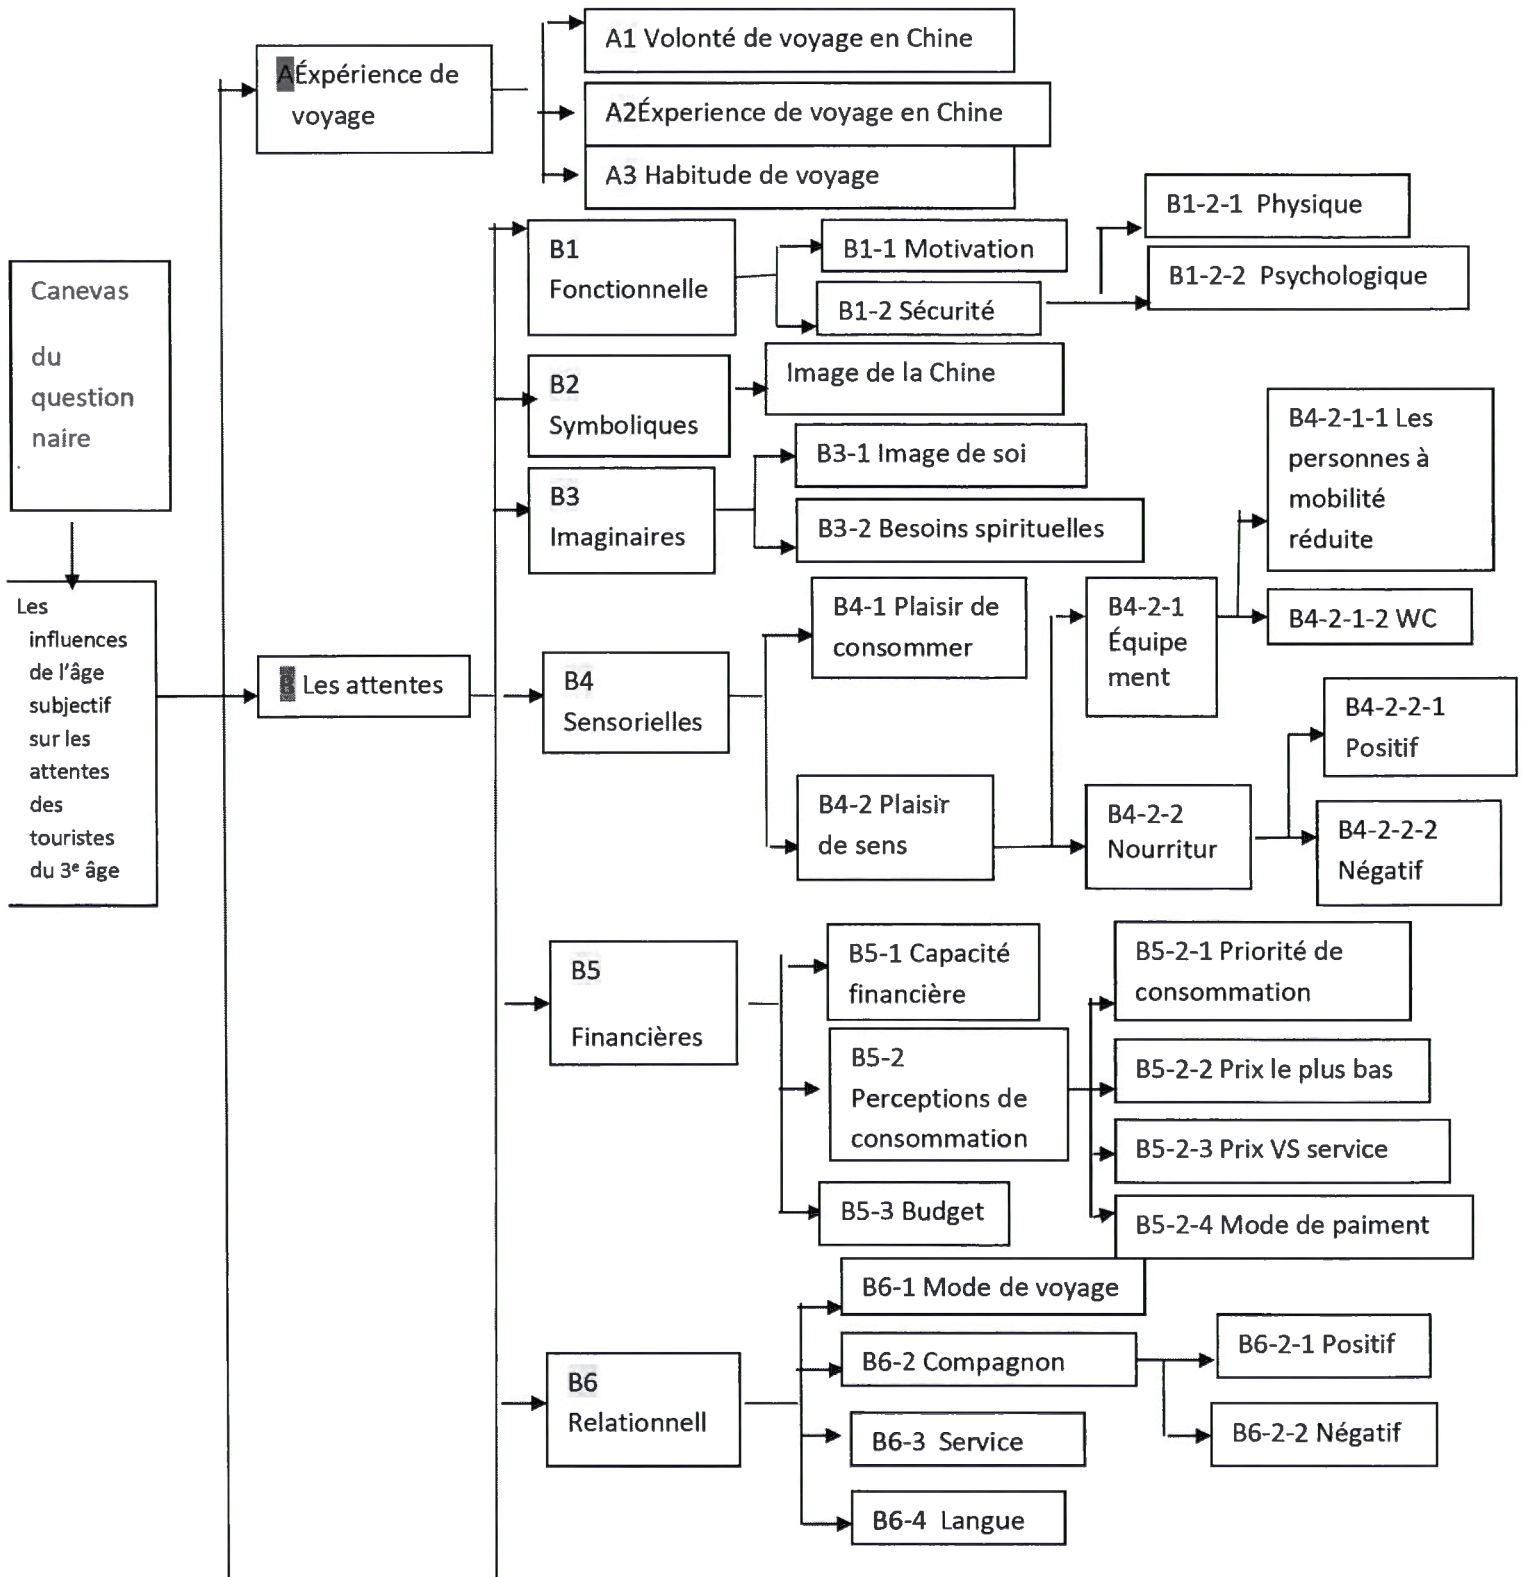 A1 Volonté de voyage en Chine
AÉxpérience de
voyage
A2Éxperience de voyage en Chine
A3 Habitude de voyage
Canevas
du
question
naire
Les
influences
de l'âge
subjectif
sur les
attentes
des
touristes
du 3e âge
B Les attentes
B1
Fonctionnelle
B1-1 Motivation
B1-2 Sécurité
B1-2-1 Physique
B1-2-2 Psychologique
B2
Symboliques
Image de la Chine
B3
Imaginaires
B3-1 Image de soi
B3-2 Besoins spirituelles
B4
Sensorielles
B4-1 Plaisir de
consommer
B4-2 Plaisir
de sens
B4-2-1
Équipe
ment
B4-2-1-1 Les
personnes à
mobilité
réduite
B4-2-1-2 WC
B4-2-2
Nourritur
B4-2-2-1
Positif
B4-2-2-2
Négatif
B5
Financières
B5-1 Capacité
financière
B5-2
Perceptions de
consommation
B5-2-1 Priorité de
consommation
B5-2-2 Prix le plus bas
B5-2-3 Prix VS service
B5-2-4 Mode de paiment
B5-3 Budget
B6
Relationnell
B6-1 Mode de voyage
B6-2 Compagnon
B6-2-1 Positif
B6-2-2 Négatif
B6-3 Service
B6-4 Langue